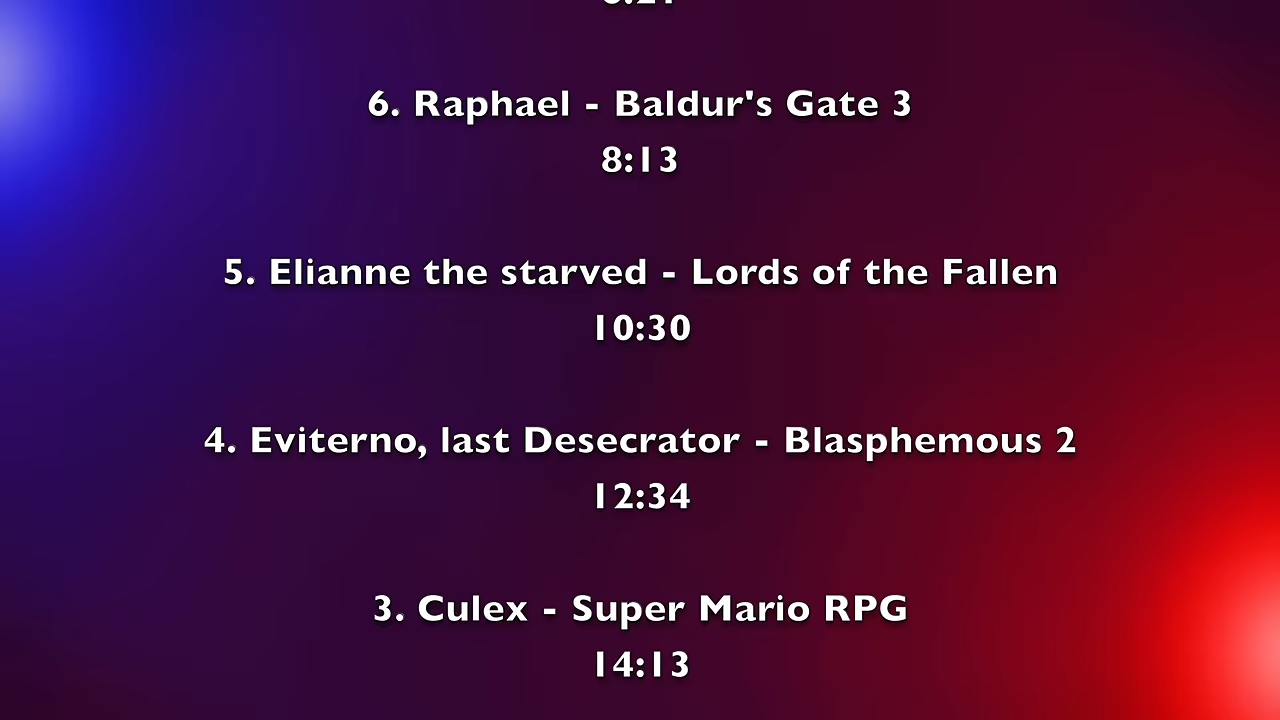 6. Raphael - Baldur's Gate 3
8:13
5. Elianne the starved - Lords of the Fallen
10:30
4. Eviterno, last Desecrator - Blasphemous 2
12:34
3. Culex - Super Mario RPG
14:13